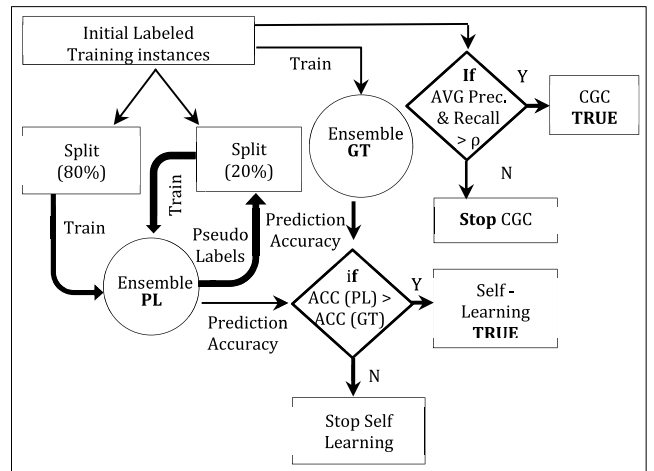 Initial Labeled
Training instances
Train
If
AVG Prec.
& Recall
> ρ
Y
CGC
TRUE
N
Stop CGC
Split
(80%)
Split
(20%)
Ensemble
GT
Train
Train
Pseudo
Labels
Prediction
Accuracy
Ensemble
PL
Prediction
Accuracy
if
ACC (PL) >
ACC (GT)
Y
Self -
Learning
TRUE
N
Stop Self
Learning